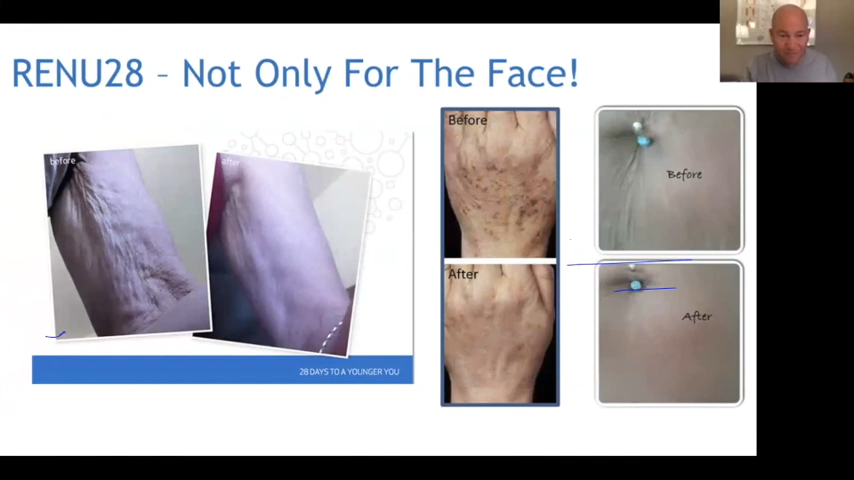 RENU28 – Not Only For The Face!
before
after
28 DAYS TO A YOUNGER YOU
Before
After
Before
After